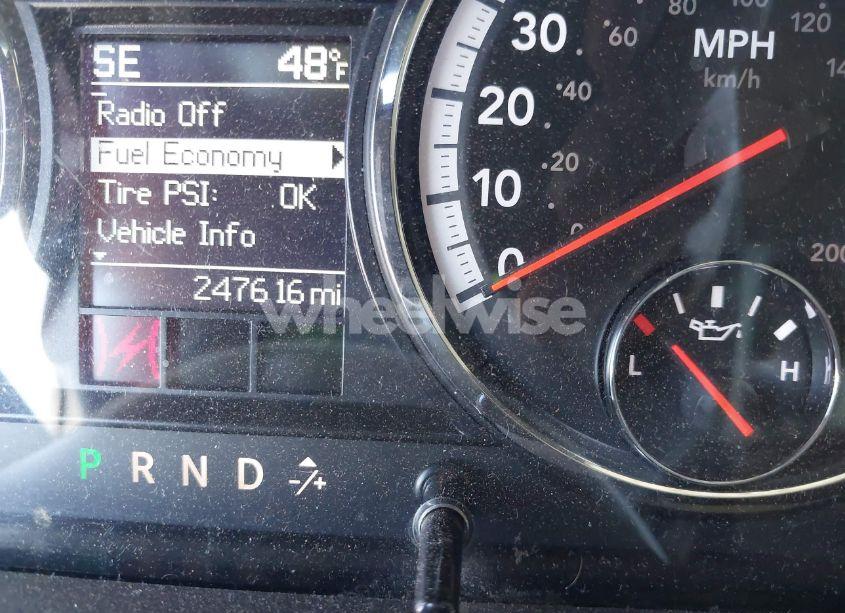 SE 48°F
Radio Off
Fuel Economy
Tire PSI: OK
Vehicle Info
247616 mi
P R N D -/+
MPH
km/h
30
20
10
0
20
40
60
80
100
120
200
L H
wheelwise